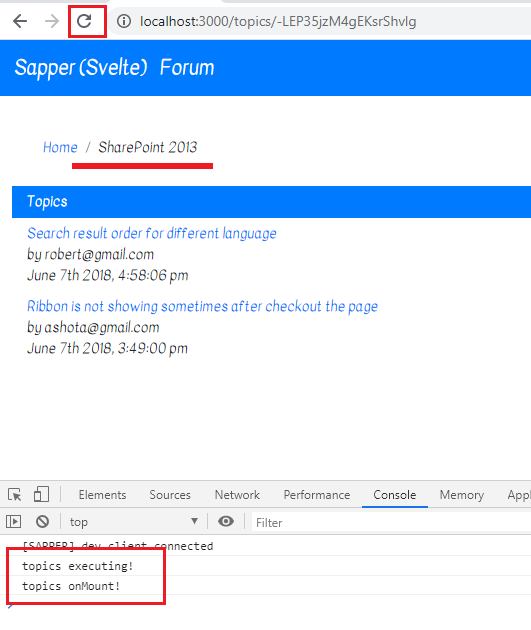 localhost:3000/topics/-LEP35jzM4gEKsrShvlg
Sapper (Svelte) Forum
Home / SharePoint 2013
Topics
Search result order for different language
by robert@gmail.com
June 7th 2018, 4:58:06 pm
Ribbon is not showing sometimes after checkout the page
by ashota@gmail.com
June 7th 2018, 3:49:00 pm
Elements Sources Network Performance Console Memory Appl
top Filter
[SAPPER] dev client connected
topics executing!
topics onMount!